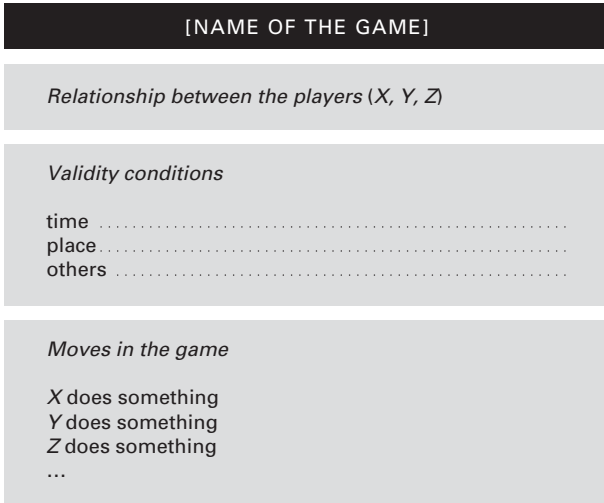 [NAME OF THE GAME]
Relationship between the players (X, Y, Z)
Validity conditions
time ........................................................
place ........................................................
others ......................................................
Moves in the game
X does something
Y does something
Z does something
...